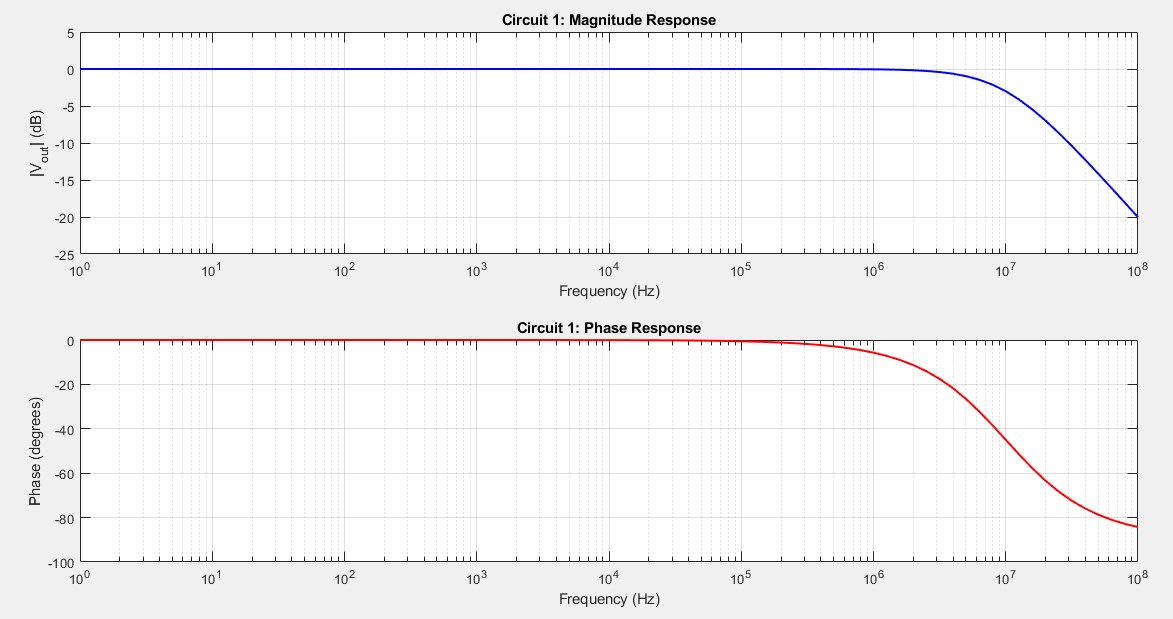 Circuit 1: Magnitude Response
5
0
-5
-10
-15
-20
-25
|V_out| (dB)
10^0 10^1 10^2 10^3 10^4 10^5 10^6 10^7 10^8
Frequency (Hz)
Circuit 1: Phase Response
0
-20
-40
-60
-80
-100
Phase (degrees)
10^0 10^1 10^2 10^3 10^4 10^5 10^6 10^7 10^8
Frequency (Hz)